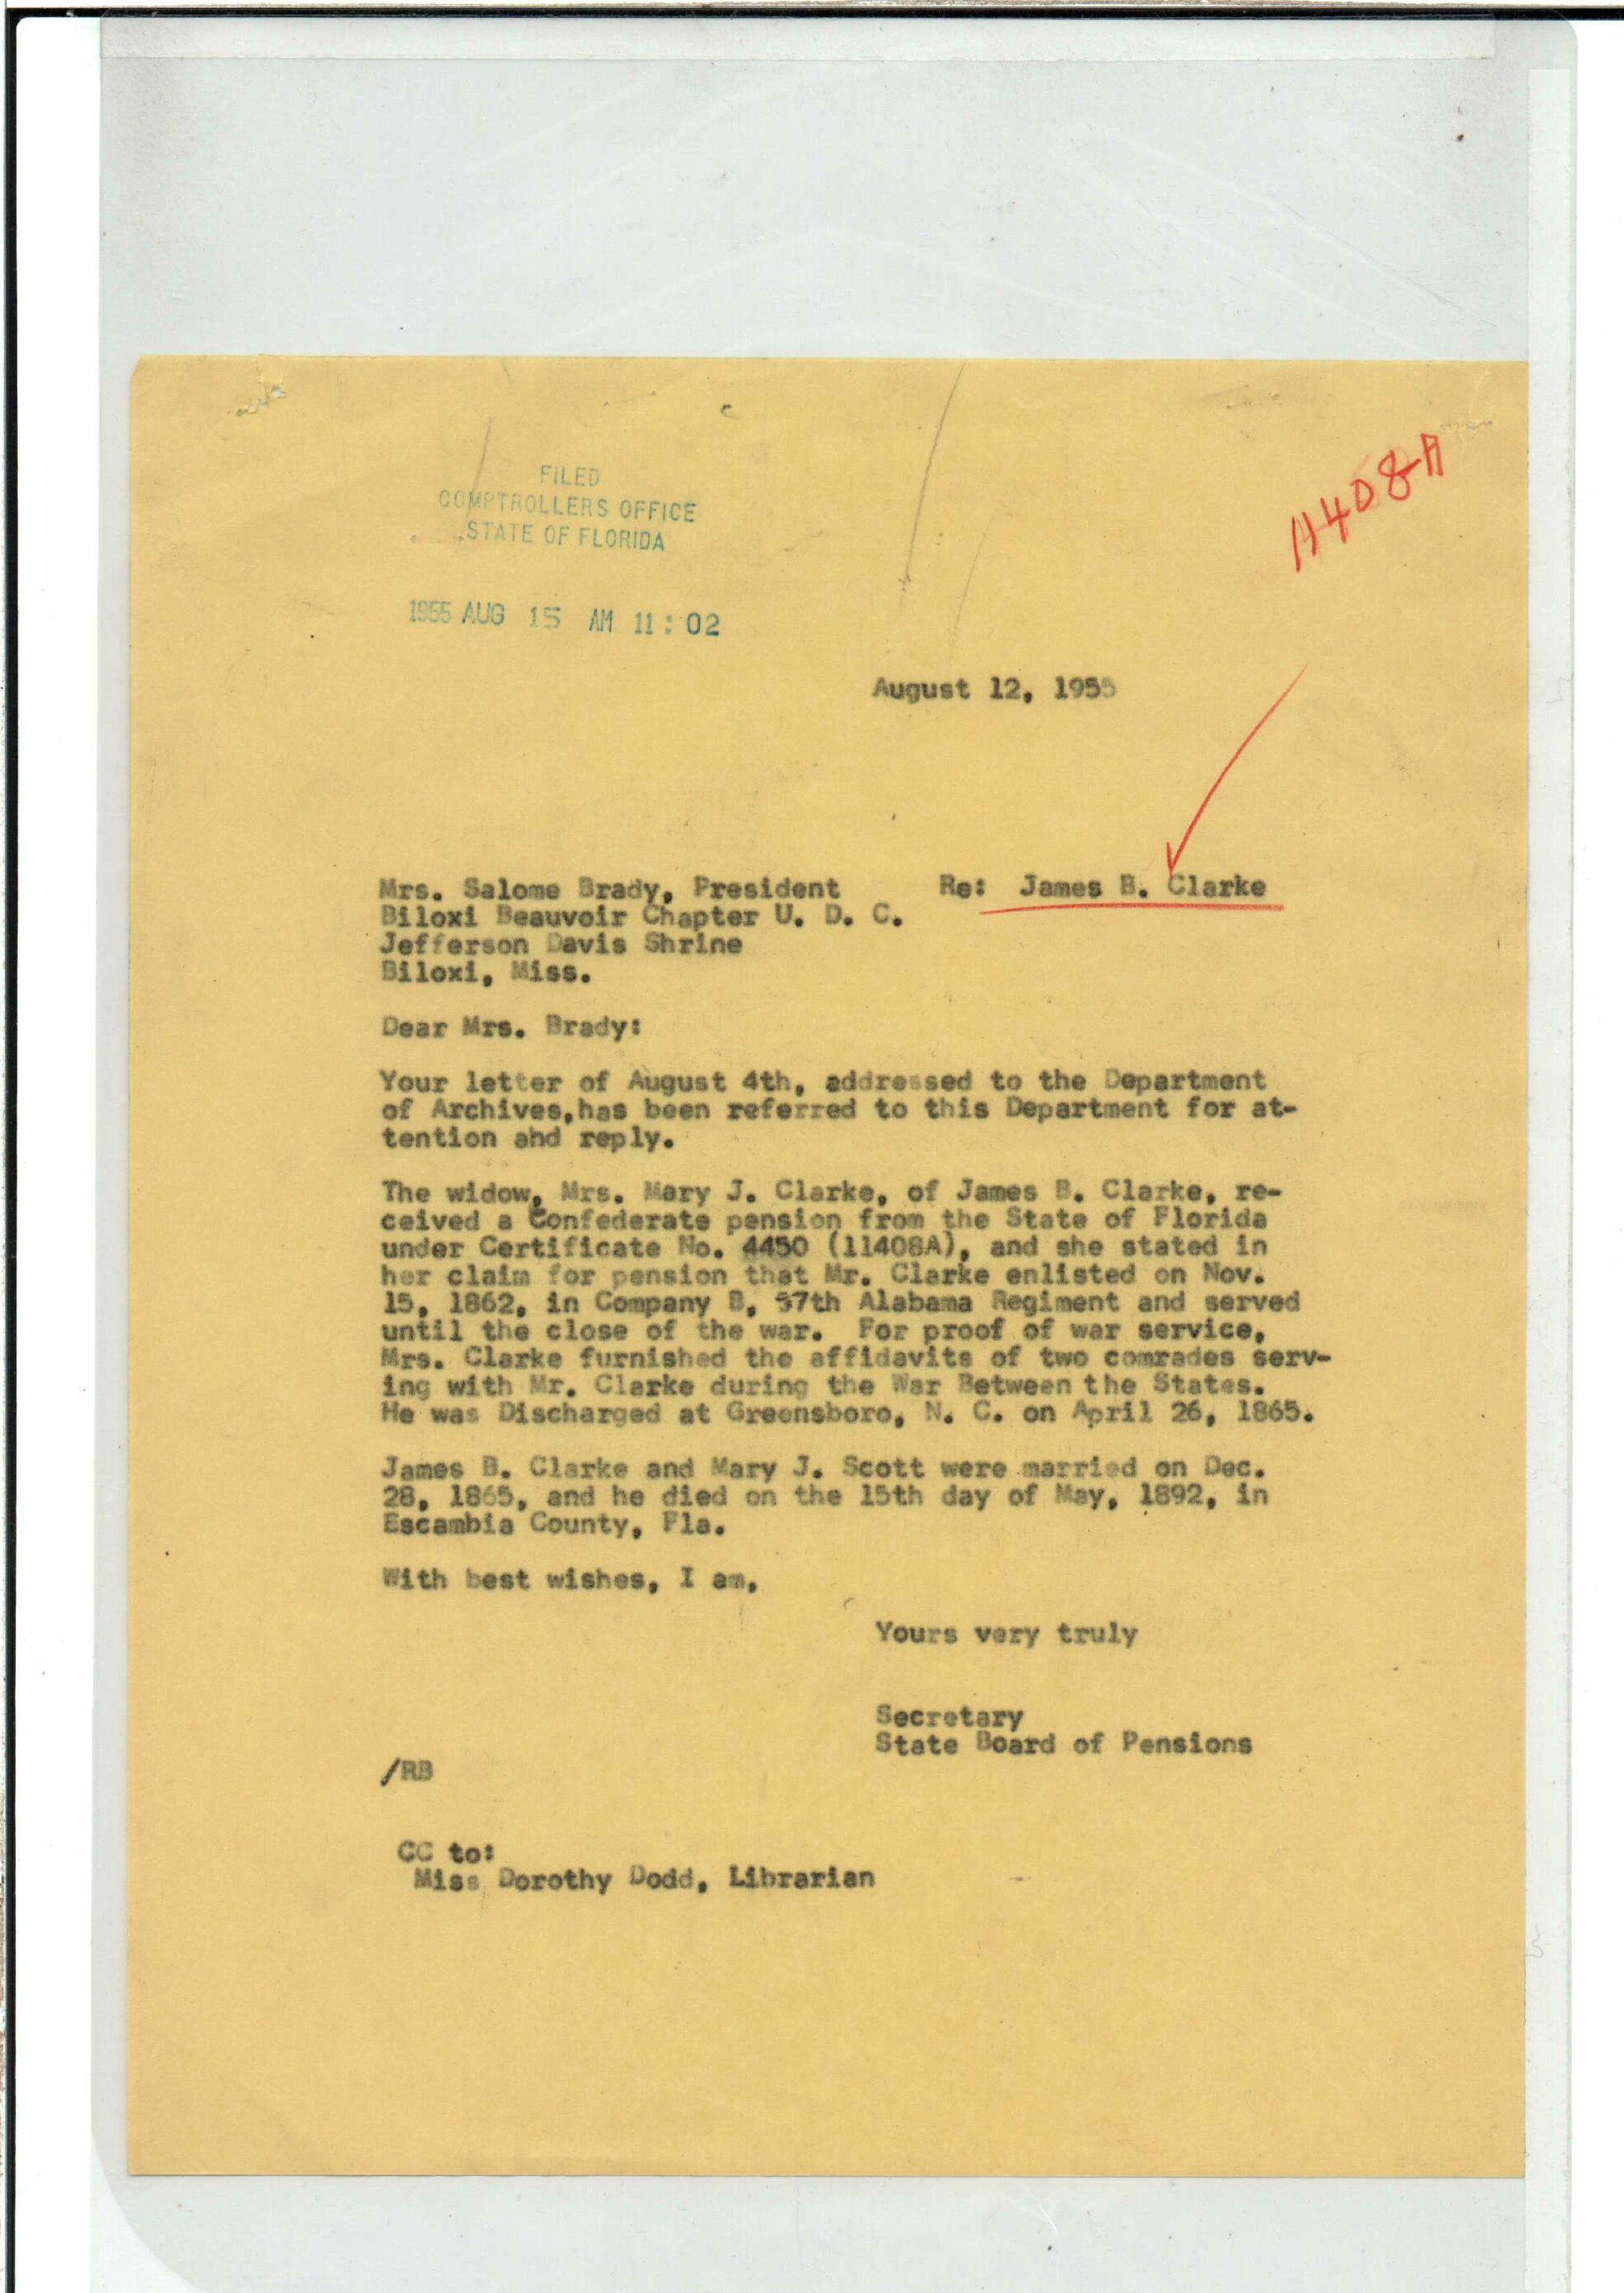 FILED
COMPTROLLERS OFFICE
STATE OF FLORIDA
11408A
1955 AUG 15 AM 11:02
August 12, 1955
Mrs. Salome Brady, President Re: James B. Clarke
Biloxi Beauvoir Chapter U. D. C.
Jefferson Davis Shrine
Biloxi, Miss.
Dear Mrs. Brady:
Your letter of August 4th, addressed to the Department
of Archives,has been referred to this Department for at-
tention and reply.
The widow, Mrs. Mary J. Clarke, of James B. Clarke, re-
ceived a Confederate pension from the State of Florida
under Certificate No. 4450 (11408A), and she stated in
her claim for pension that Mr. Clarke enlisted on Nov.
15, 1862, in Company B, Alabama Regiment and served
until the close of the war. For proof of war service,
Mrs. Clarke furnished the affidavits of two comrades serv-
ing with Mr. Clarke during the War Between the States.
He was Discharged at Greensboro, N. C. on April 26, 1865.
James B. Clarke and Mary J. Scott were married on Dec.
28, 1865, and he died on the 15th day of May, 1892, in
Escambia County, Fla.
With best wishes, I am,
Yours very truly
Secretary
State Board of Pensions
/RB
CC to:
Miss Dorothy Dodd, Librarian